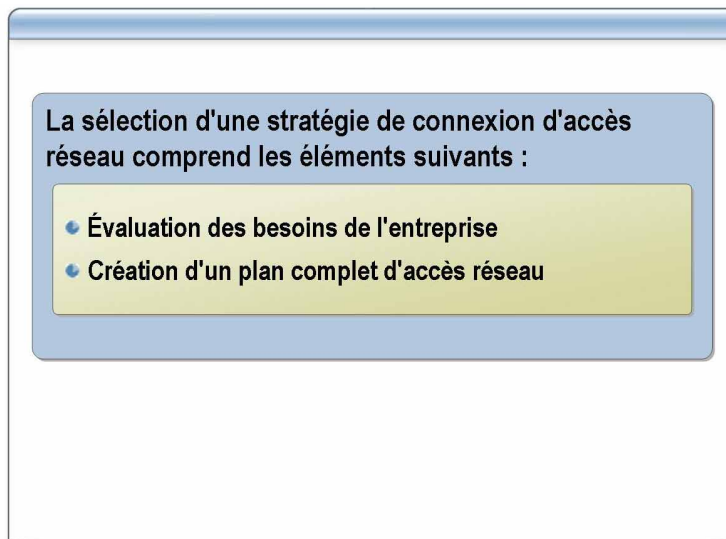 La sélection d'une stratégie de connexion d'accès
réseau comprend les éléments suivants :
Évaluation des besoins de l'entreprise
Création d'un plan complet d'accès réseau